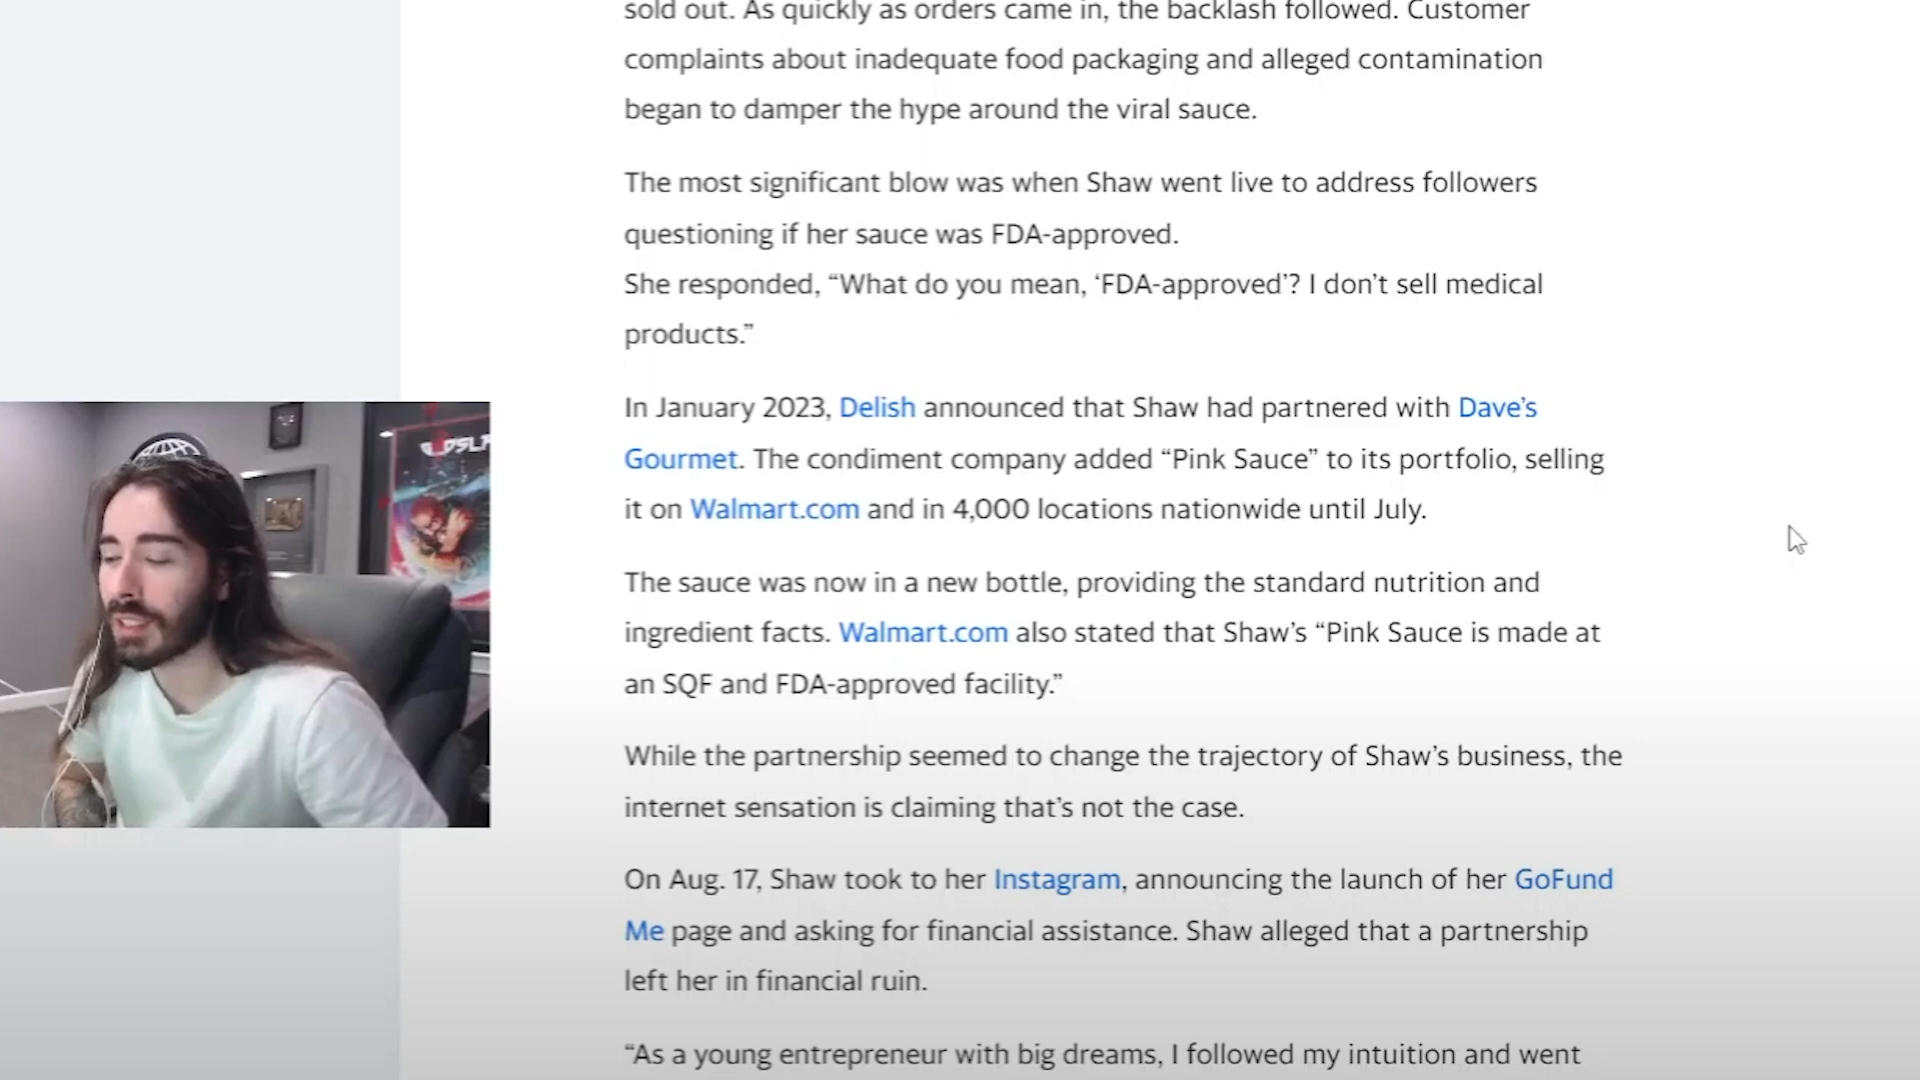 sold out. As quickly as orders came in, the backlash followed. Customer
complaints about inadequate food packaging and alleged contamination
began to damper the hype around the viral sauce.
The most significant blow was when Shaw went live to address followers
questioning if her sauce was FDA-approved.
She responded, “What do you mean, ‘FDA-approved’? I don’t sell medical
products.”
In January 2023, Delish announced that Shaw had partnered with Dave’s
Gourmet. The condiment company added “Pink Sauce” to its portfolio, selling
it on Walmart.com and in 4,000 locations nationwide until July.
The sauce was now in a new bottle, providing the standard nutrition and
ingredient facts. Walmart.com also stated that Shaw’s “Pink Sauce is made at
an SQF and FDA-approved facility.”
While the partnership seemed to change the trajectory of Shaw’s business, the
internet sensation is claiming that’s not the case.
On Aug. 17, Shaw took to her Instagram, announcing the launch of her GoFund
Me page and asking for financial assistance. Shaw alleged that a partnership
left her in financial ruin.
“As a young entrepreneur with big dreams, I followed my intuition and went